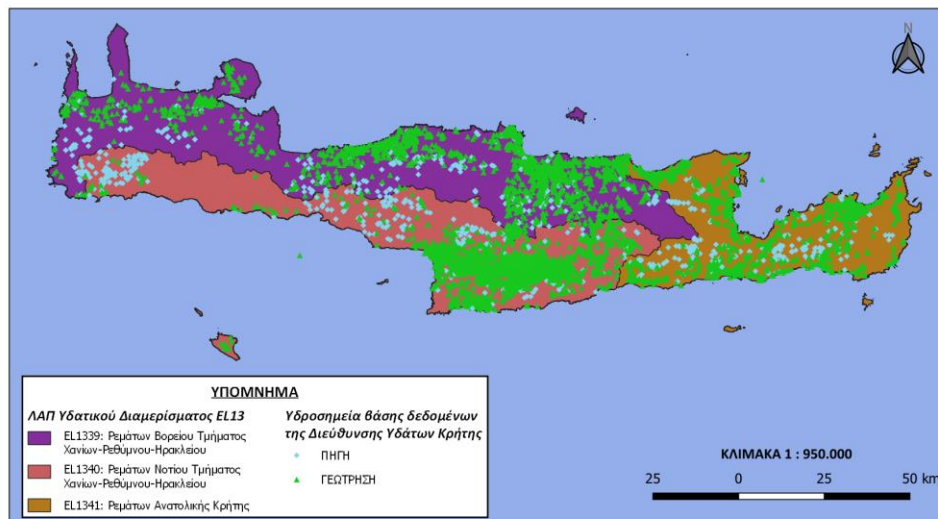 N
ΥΠΟΜΝΗΜΑ
ΛΑΠ Υδατικού Διαμερίσματος EL13
EL1339: Ρεμάτων Βορείου Τμήματος
Χανίων-Ρεθύμνου-Ηρακλείου
EL1340: Ρεμάτων Νοτίου Τμήματος
Χανίων-Ρεθύμνου-Ηρακλείου
EL1341: Ρεμάτων Ανατολικής Κρήτης
Υδροσημεία βάσης δεδομένων
της Διεύθυνσης Υδάτων Κρήτης
ΠΗΓΗ
ΓΕΩΤΡΗΣΗ
ΚΛΙΜΑΚΑ 1 : 950.000
25 0 25 50 km